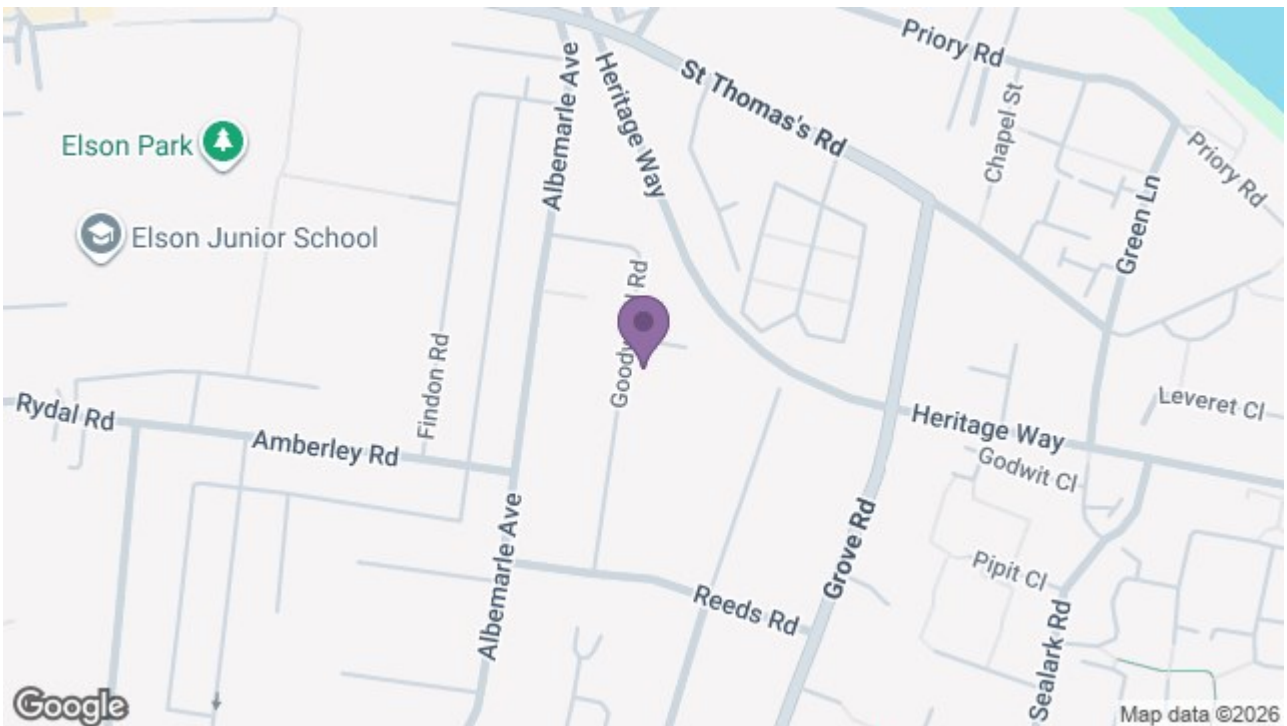 Priory Rd
St Thomas's Rd
Heritage Way
Albemarle Ave
Elson Park
Chapel St
Priory Rd
Green Ln
Elson Junior School
Findon Rd
Leveret Cl
Rydal Rd
Amberley Rd
Heritage Way
Godwit Cl
Albemarle Ave
Grove Rd
Pipit Cl
Reeds Rd
Sealark Rd
Google
Map data ©2026